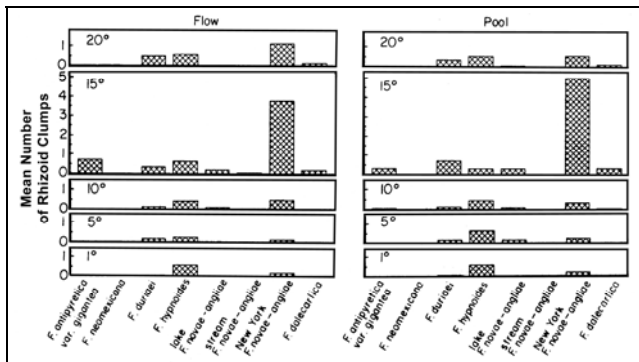 Flow
Pool
Mean Number
of Rhizoid Clumps
1
0
20°
20°
5
4
3
2
1
0
15°
15°
1
0
10°
10°
1
0
5°
5°
1
0
1°
1°
F. antipyretica
var. gigantea
F. neomexicana
F. duriaei
F. hypnoides
lake
F. novae-angliae
stream
F. novae-angliae
New York
F. novae-angliae
F. dalecarlica
F. antipyretica
var. gigantea
F. neomexicana
F. duriaei
F. hypnoides
lake
F. novae-angliae
stream
F. novae-angliae
New York
F. novae-angliae
F. dalecarlica